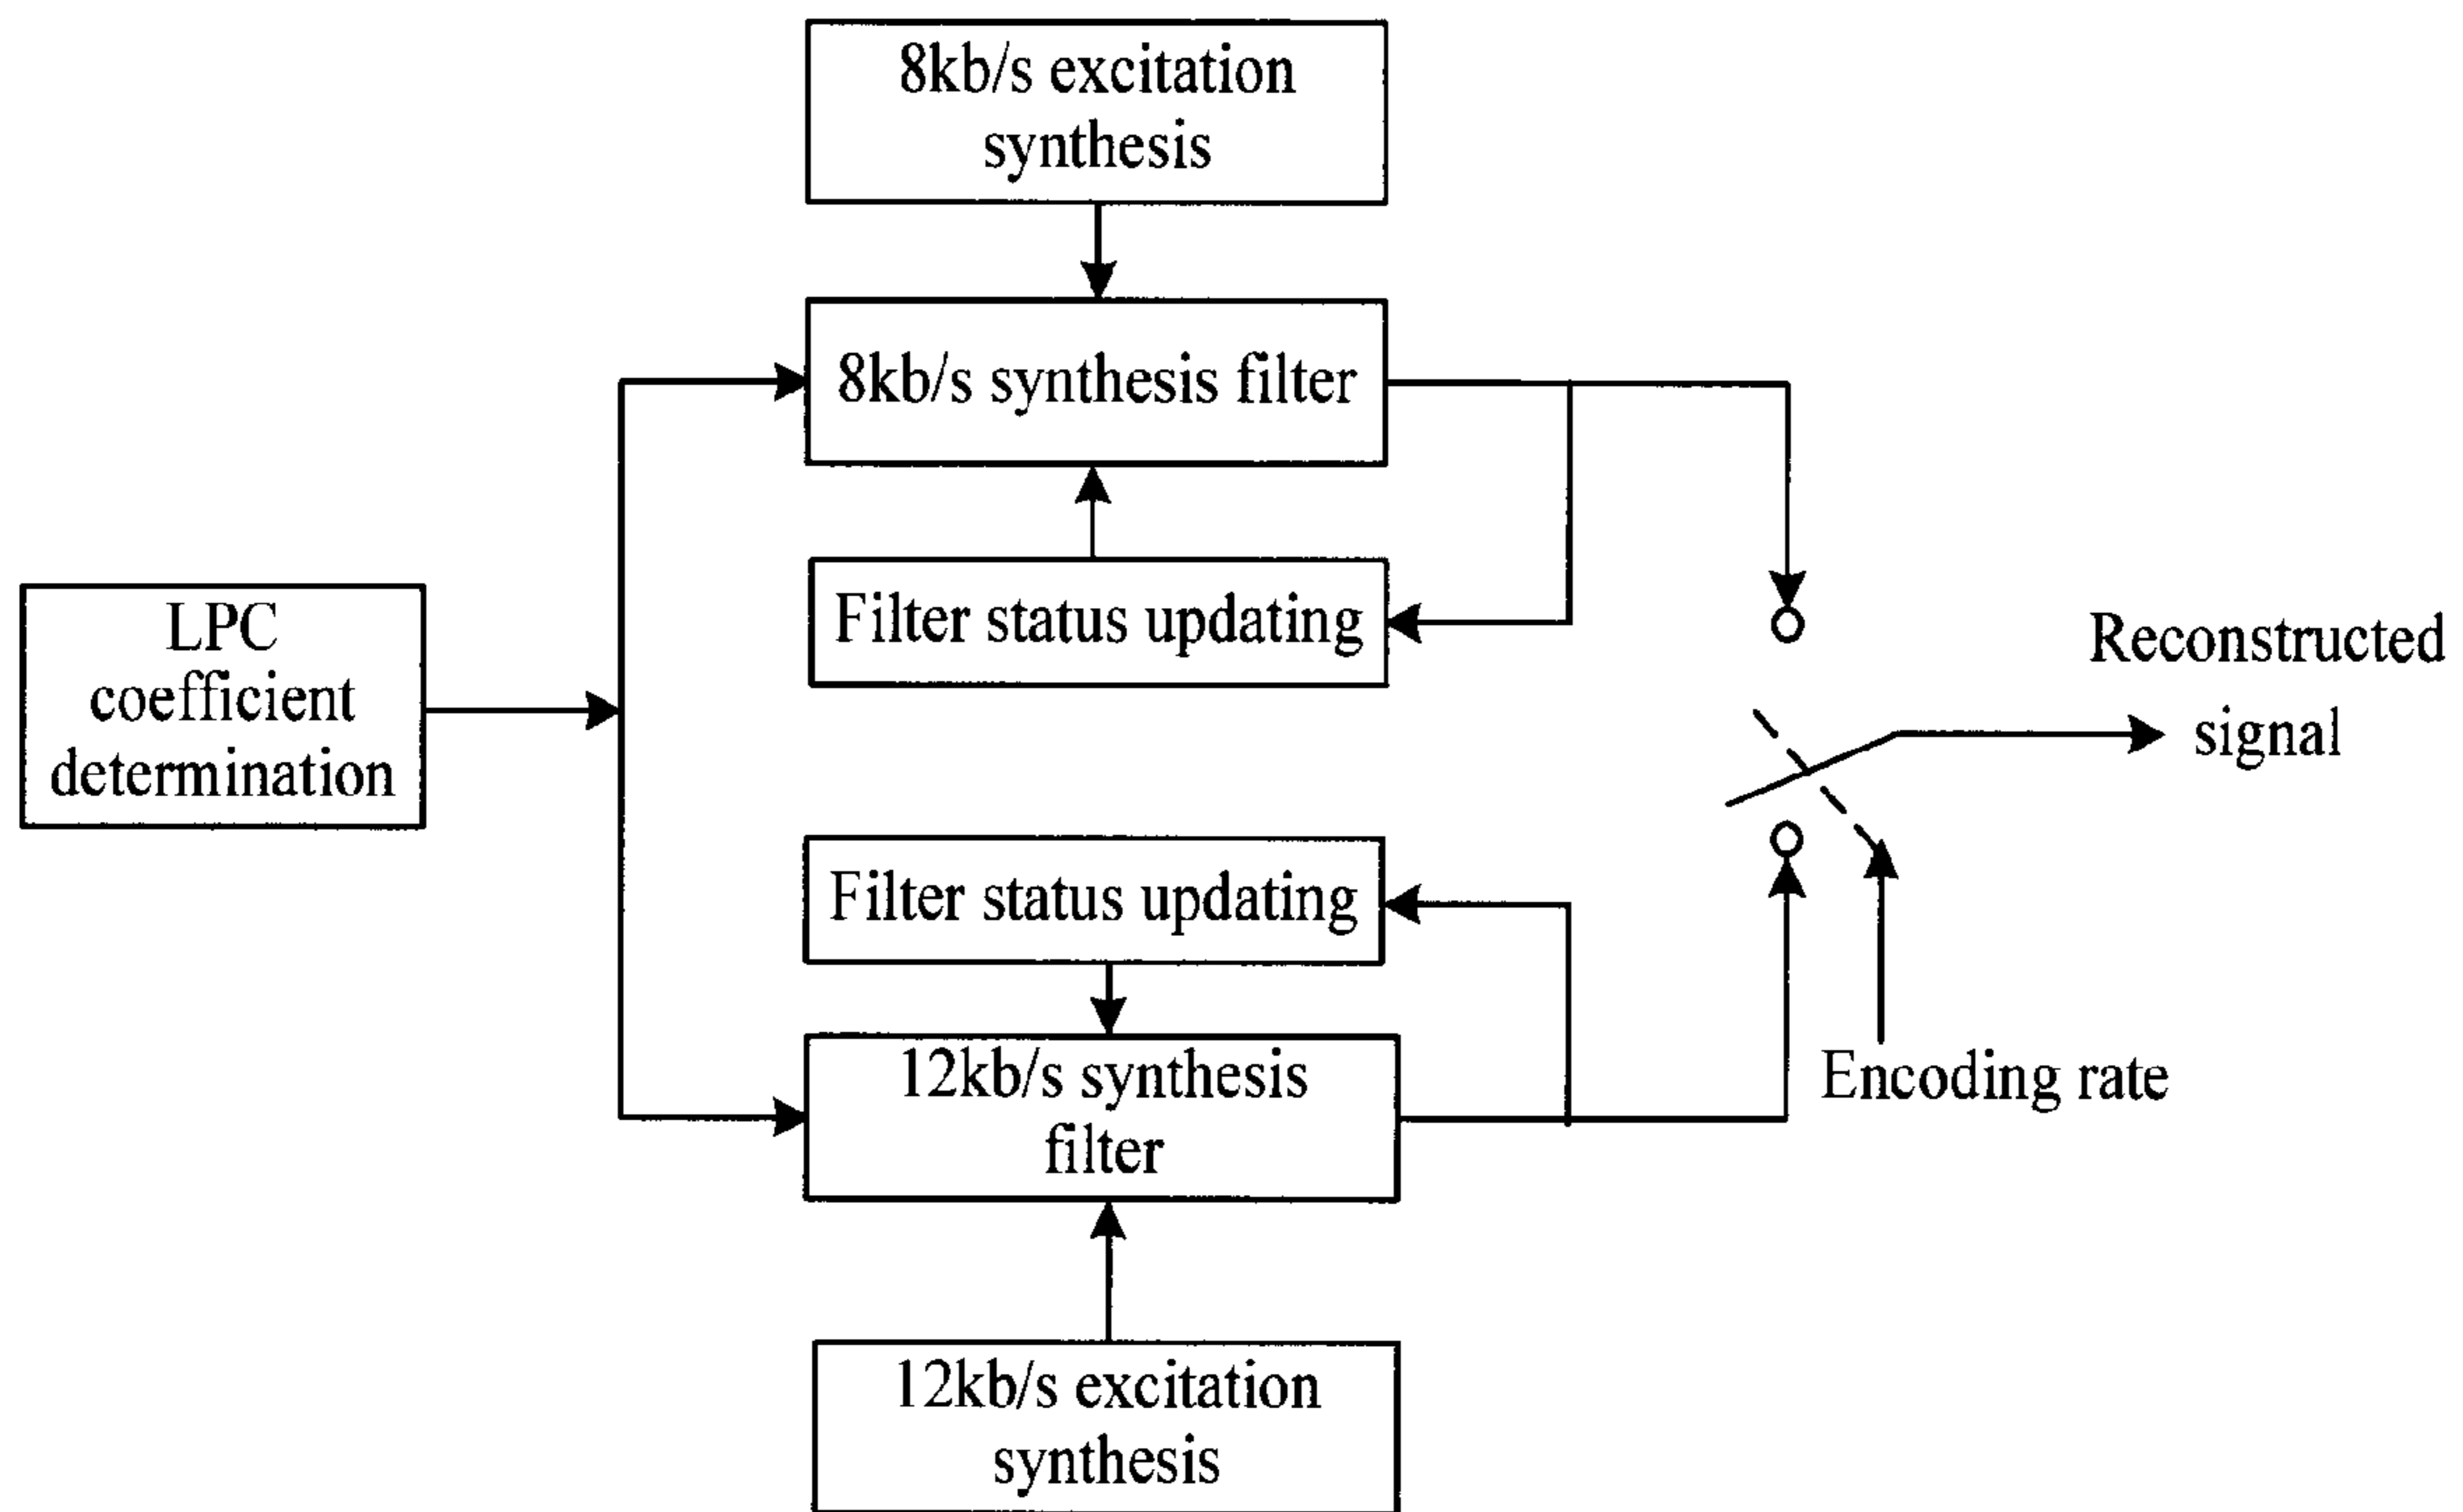 8kb/s excitation
synthesis
8kb/s synthesis filter
Filter status updating
LPC
coefficient
determination
Reconstructed
signal
Filter status updating
12kb/s synthesis
filter
Encoding rate
12kb/s excitation
synthesis